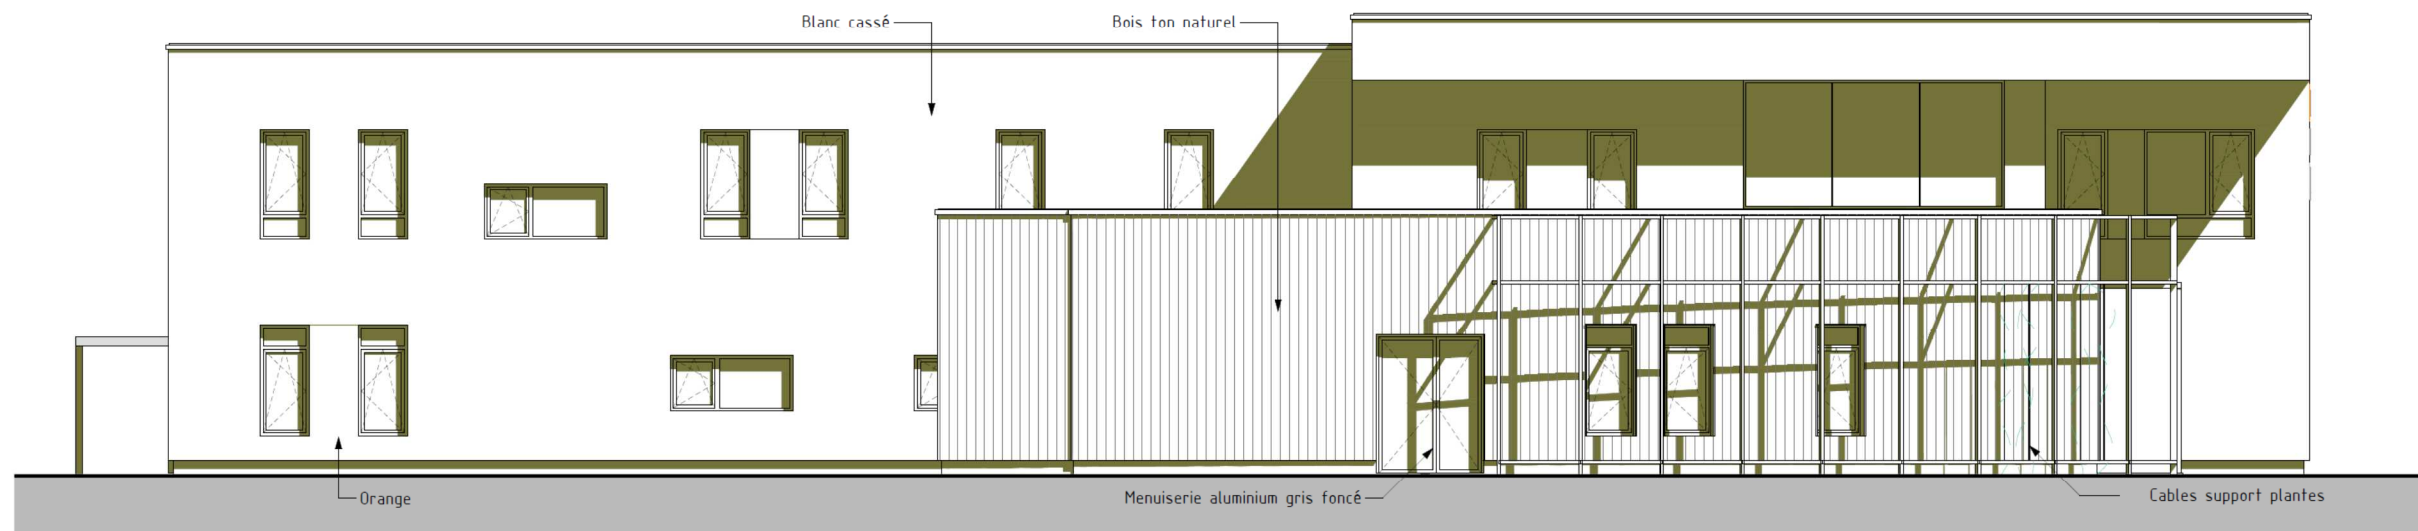 Blanc cassé
Bois ton naturel
Orange
Menuiserie aluminium gris foncé
Cables support plantes